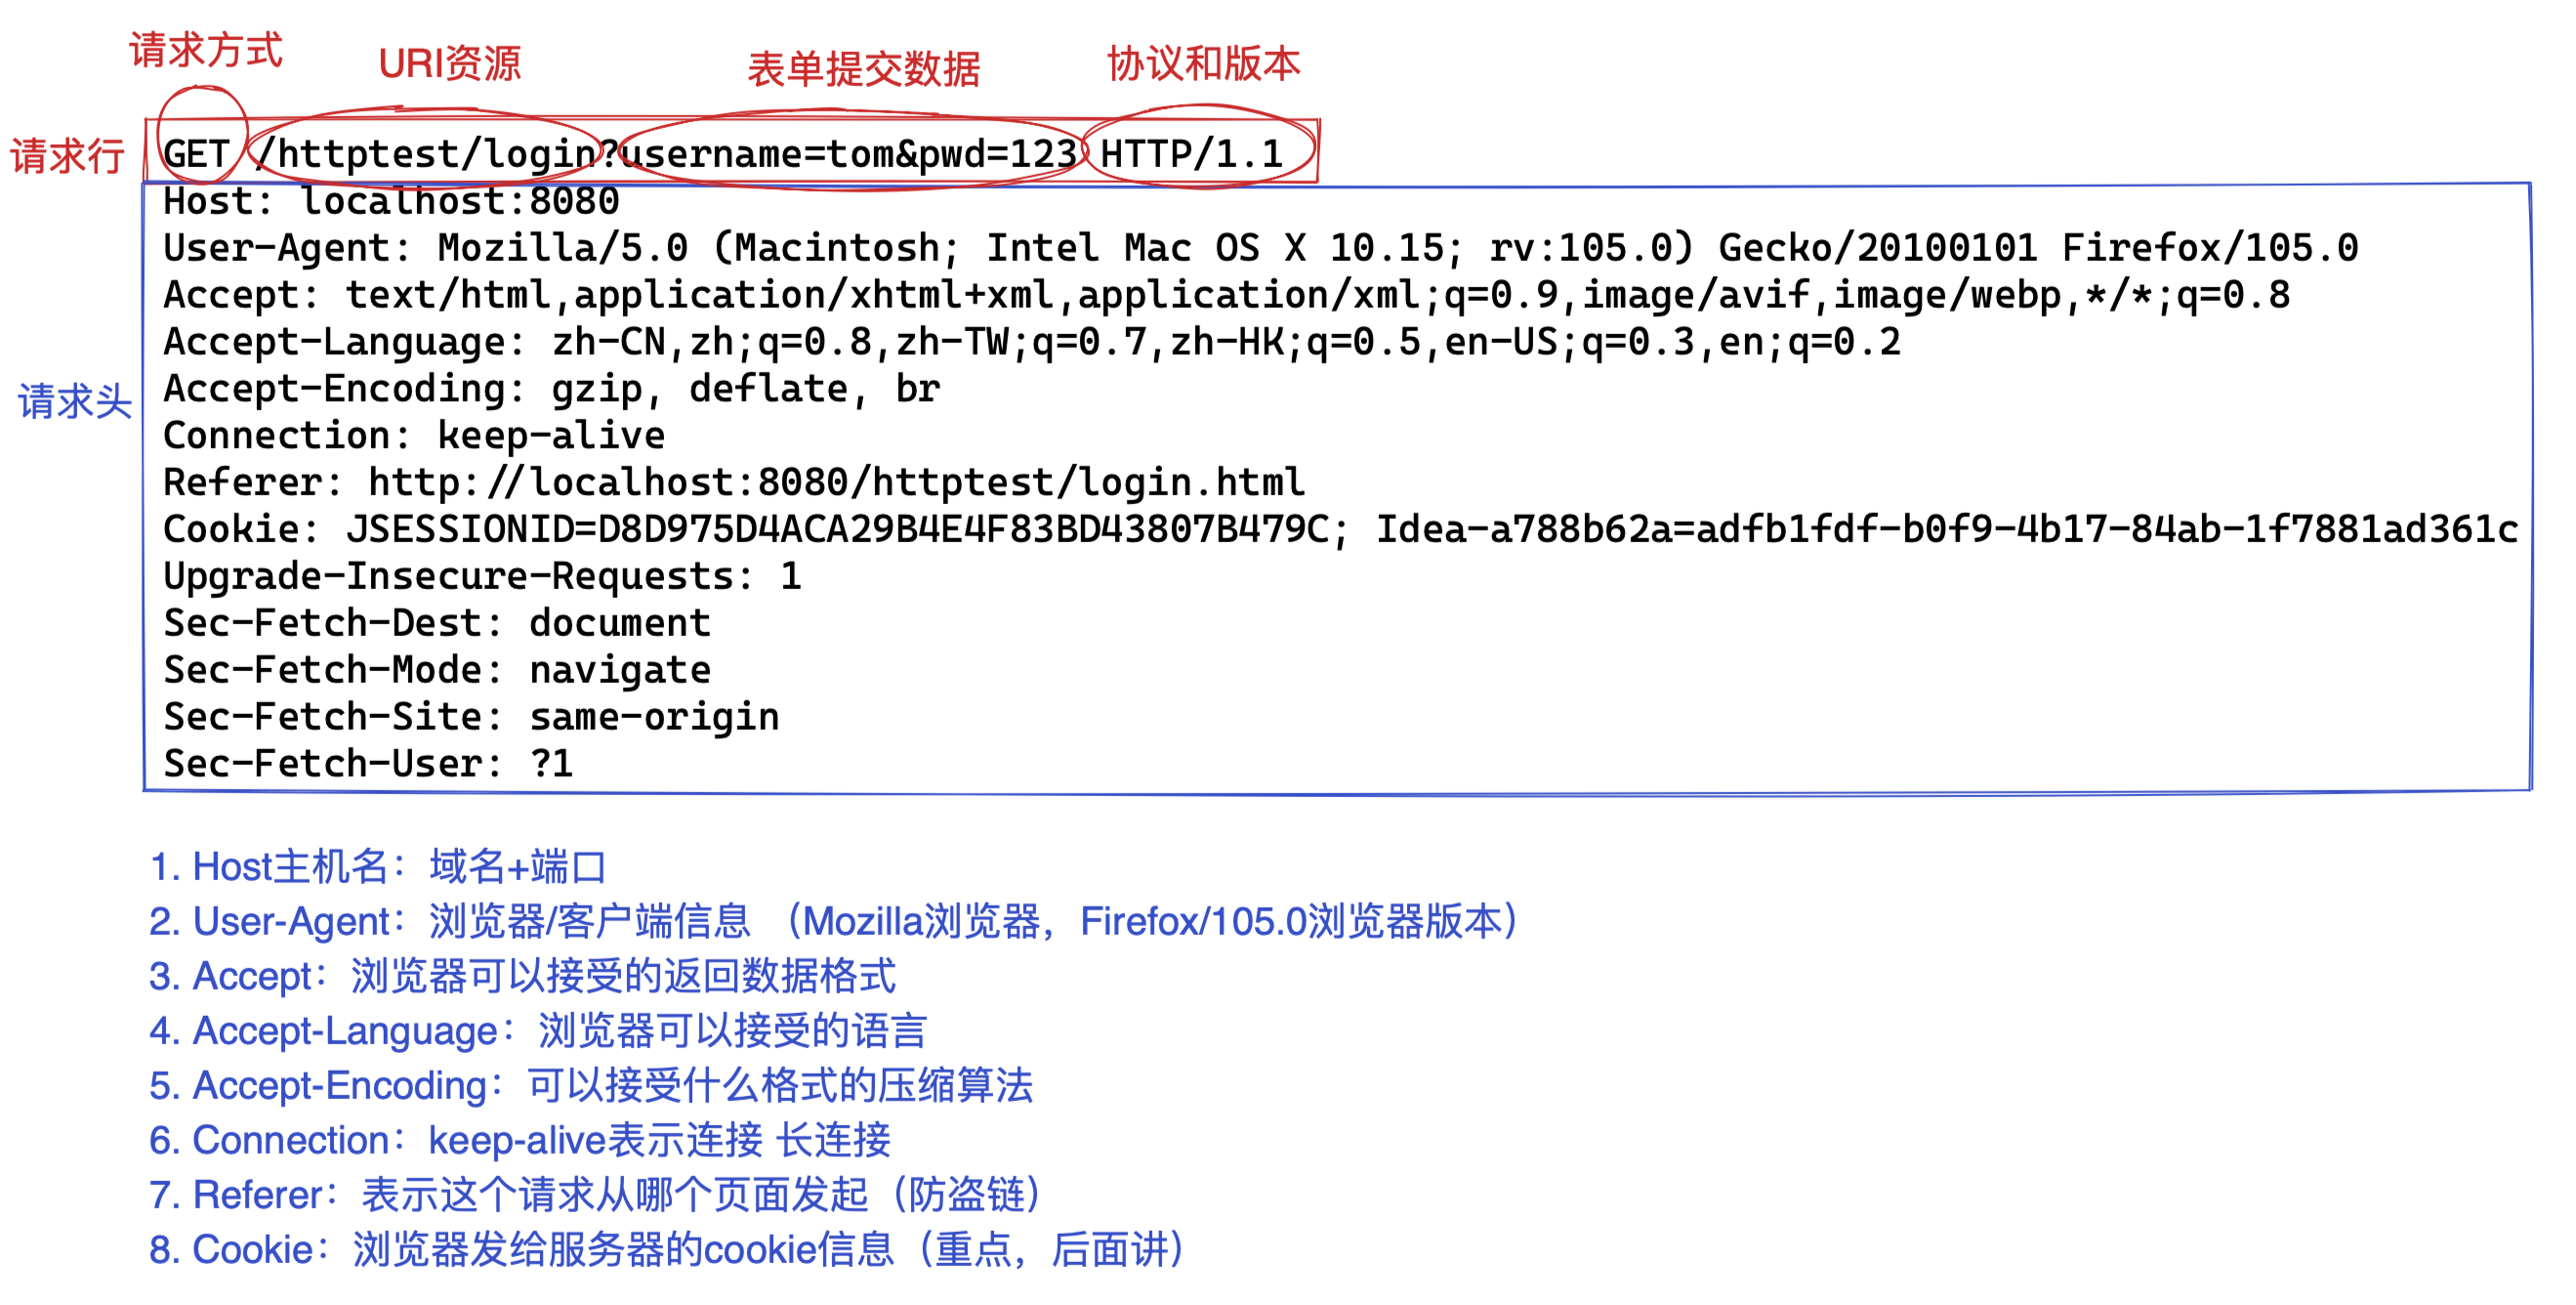 请求方式
URI资源
表单提交数据
协议和版本
请求行
GET /httptest/login?username=tom&pwd=123 HTTP/1.1
Host: localhost:8080
User-Agent: Mozilla/5.0 (Macintosh; Intel Mac OS X 10.15; rv:105.0) Gecko/20100101 Firefox/105.0
Accept: text/html,application/xhtml+xml,application/xml;q=0.9,image/avif,image/webp,*/*;q=0.8
Accept-Language: zh-CN,zh;q=0.8,zh-TW;q=0.7,zh-HK;q=0.5,en-US;q=0.3,en;q=0.2
Accept-Encoding: gzip, deflate, br
请求头
Connection: keep-alive
Referer: http://localhost:8080/httptest/login.html
Cookie: JSESSIONID=D8D975D4ACA29B4E4F83BD43807B479C; Idea-a788b62a=adfb1fdf-b0f9-4b17-84ab-1f7881ad361c
Upgrade-Insecure-Requests: 1
Sec-Fetch-Dest: document
Sec-Fetch-Mode: navigate
Sec-Fetch-Site: same-origin
Sec-Fetch-User: ?1
1. Host主机名：域名+端口
2. User-Agent：浏览器/客户端信息 （Mozilla浏览器，Firefox/105.0浏览器版本）
3. Accept：浏览器可以接受的返回数据格式
4. Accept-Language：浏览器可以接受的语言
5. Accept-Encoding：可以接受什么格式的压缩算法
6. Connection：keep-alive表示连接 长连接
7. Referer：表示这个请求从哪个页面发起（防盗链）
8. Cookie：浏览器发给服务器的cookie信息（重点，后面讲）